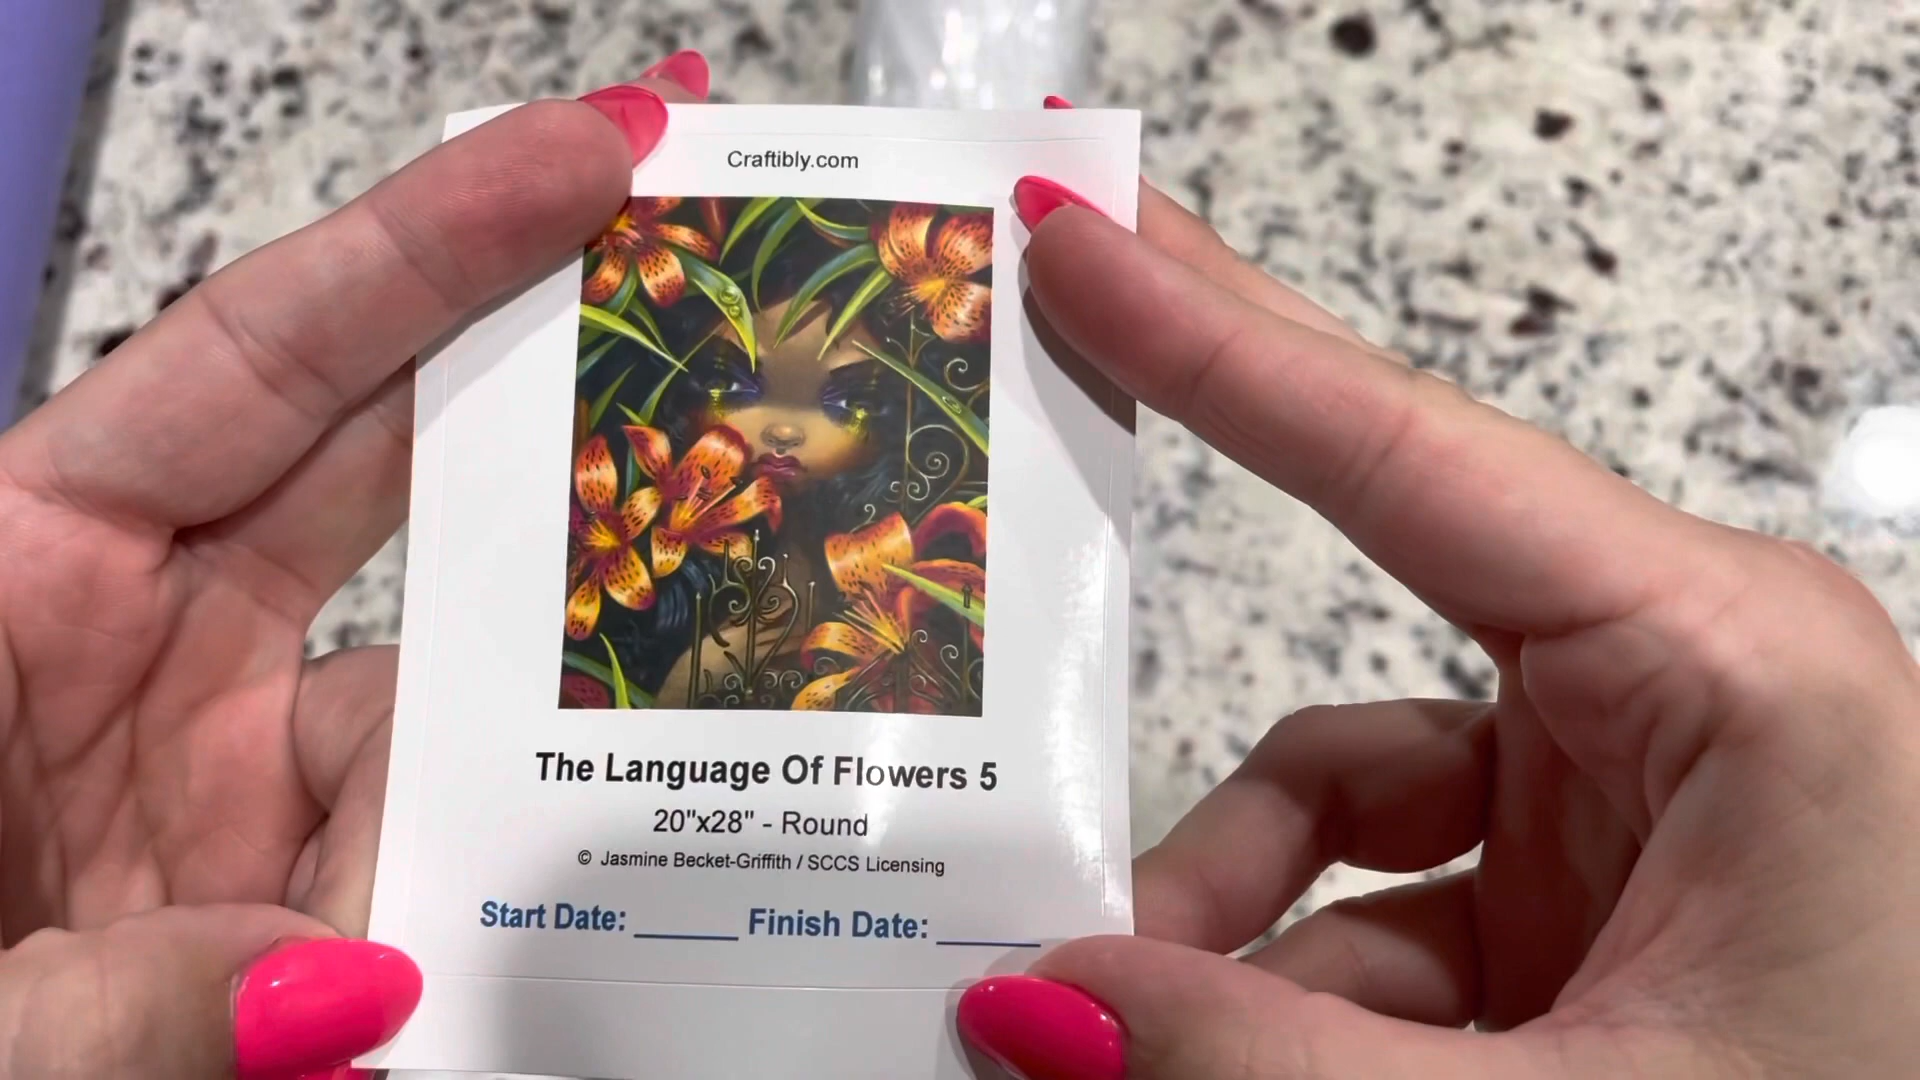 Craftibly.com
The Language Of Flowers 5
20"x28" - Round
© Jasmine Becket-Griffith / SCCS Licensing
Start Date: ______ Finish Date: ______